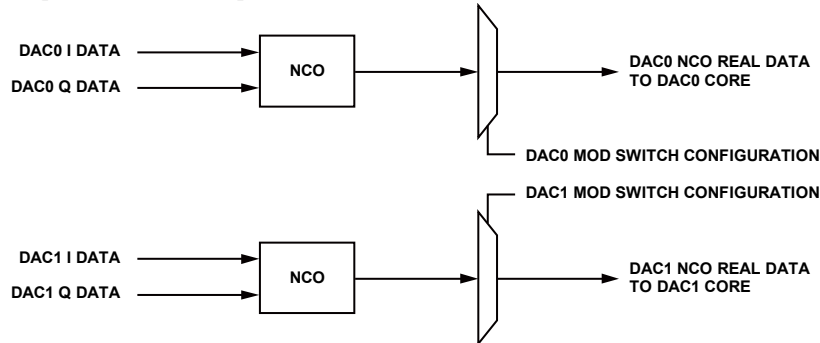 DAC0 I DATA
DAC0 Q DATA
NCO
DAC0 NCO REAL DATA
TO DAC0 CORE
DAC0 MOD SWITCH CONFIGURATION
DAC1 MOD SWITCH CONFIGURATION
DAC1 I DATA
DAC1 Q DATA
NCO
DAC1 NCO REAL DATA
TO DAC1 CORE